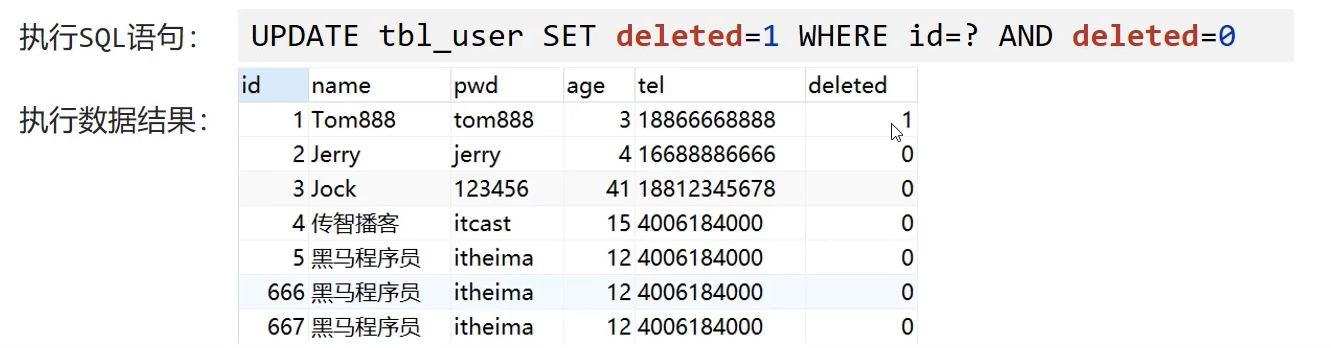 执行SQL语句： UPDATE tbl_user SET deleted=1 WHERE id=? AND deleted=0
id name pwd age tel deleted
执行数据结果： 1 Tom888 tom888 3 18866668888 1
2 Jerry jerry 4 16688886666 0
3 Jock 123456 41 18812345678 0
4 传智播客 itcast 15 4006184000 0
5 黑马程序员 itheima 12 4006184000 0
666 黑马程序员 itheima 12 4006184000 0
667 黑马程序员 itheima 12 4006184000 0